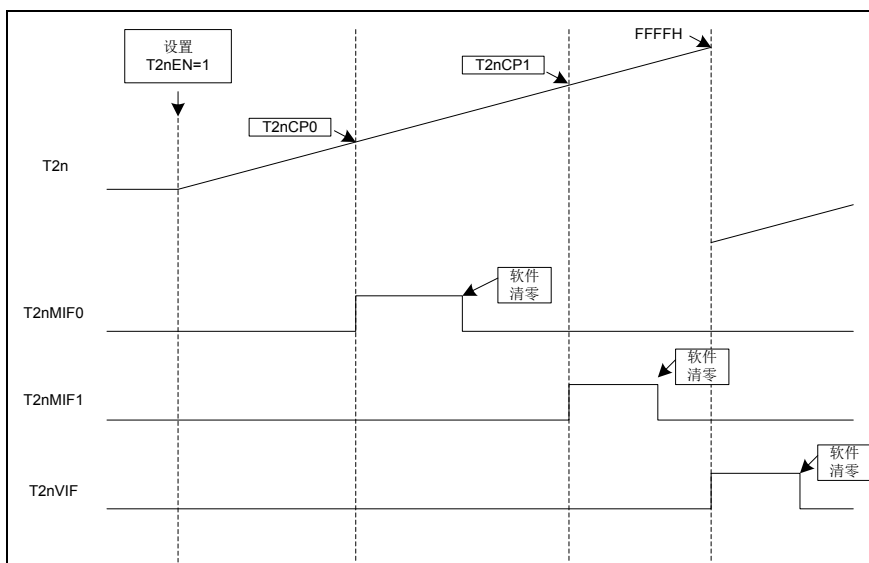 设置
T2nEN=1
FFFFH
T2nCP1
T2nCP0
T2n
软件
清零
T2nMIF0
软件
清零
T2nMIF1
软件
清零
T2nVIF